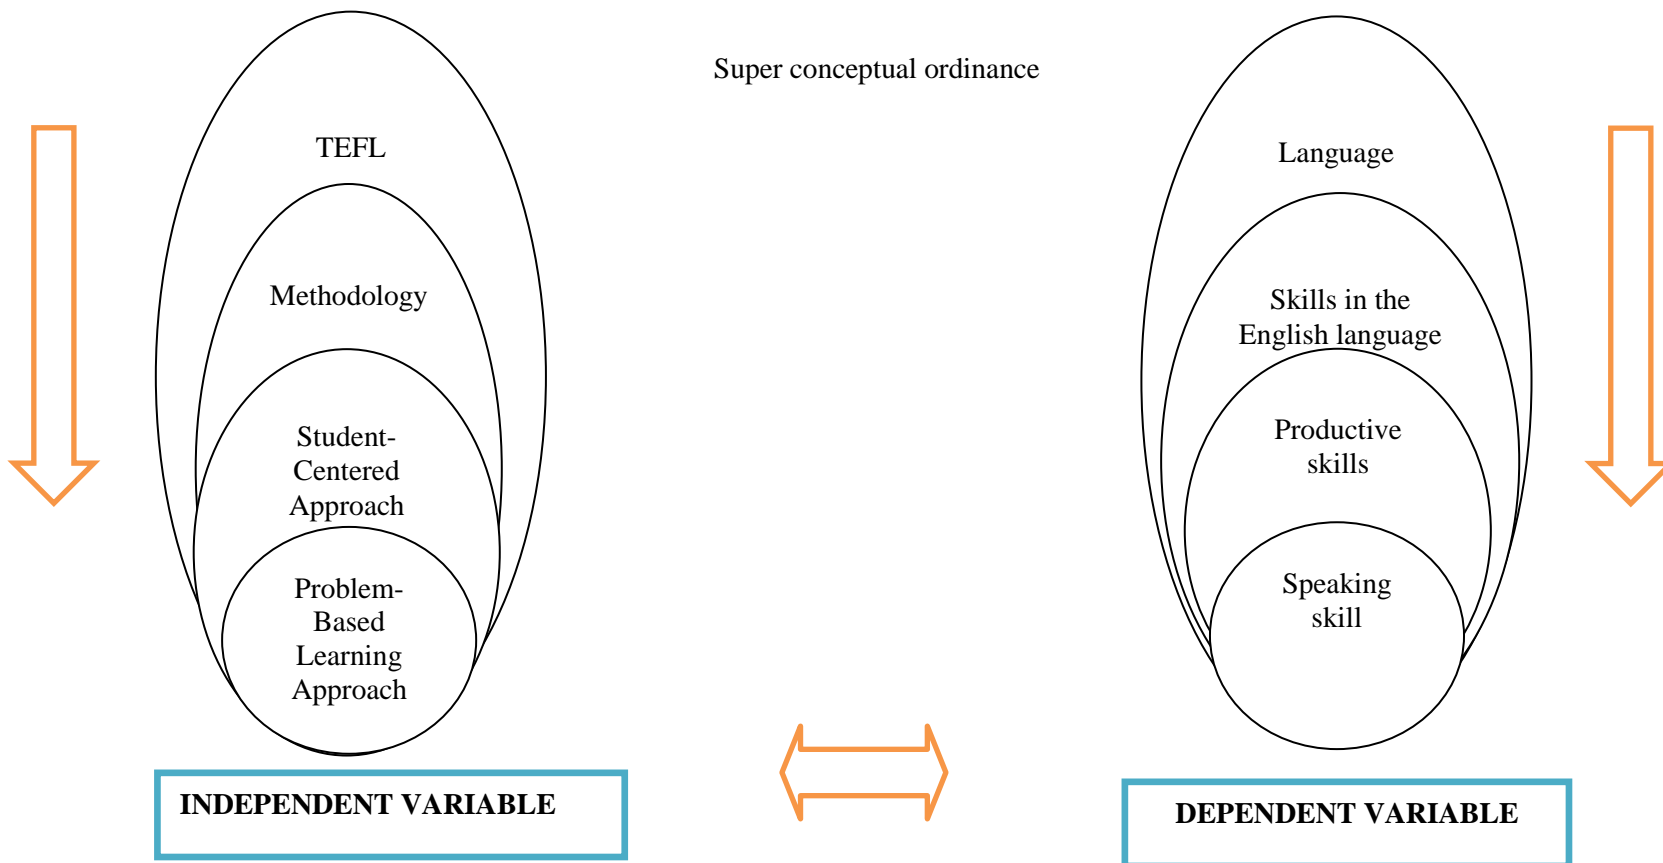 Super conceptual ordinance
TEFL
Methodology
Student-
Centered
Approach
Problem-
Based
Learning
Approach
INDEPENDENT VARIABLE
Language
Skills in the
English language
Productive
skills
Speaking
skill
DEPENDENT VARIABLE